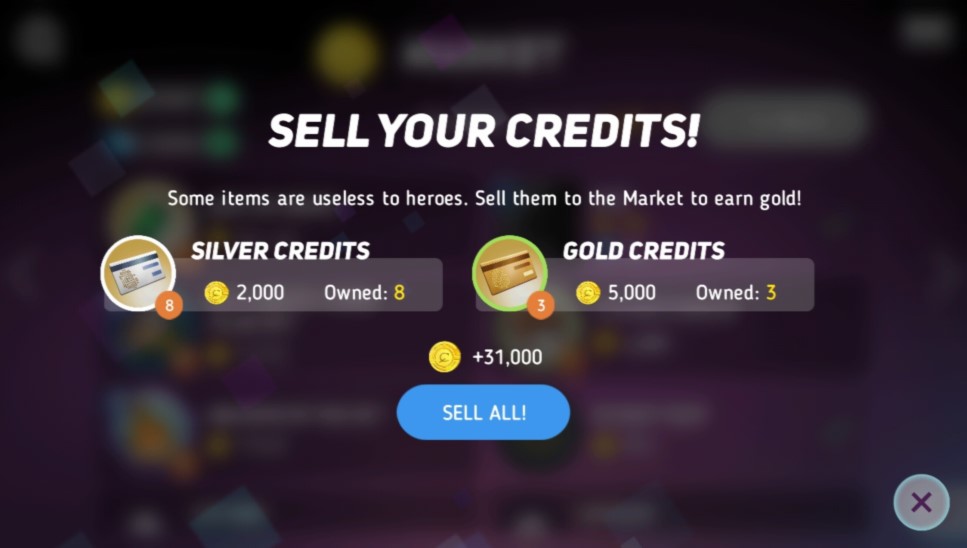 MARKET
SELL YOUR CREDITS!
Some items are useless to heroes. Sell them to the Market to earn gold!
SILVER CREDITS
8
2,000 Owned: 8
GOLD CREDITS
3
5,000 Owned: 3
+31,000
SELL ALL!